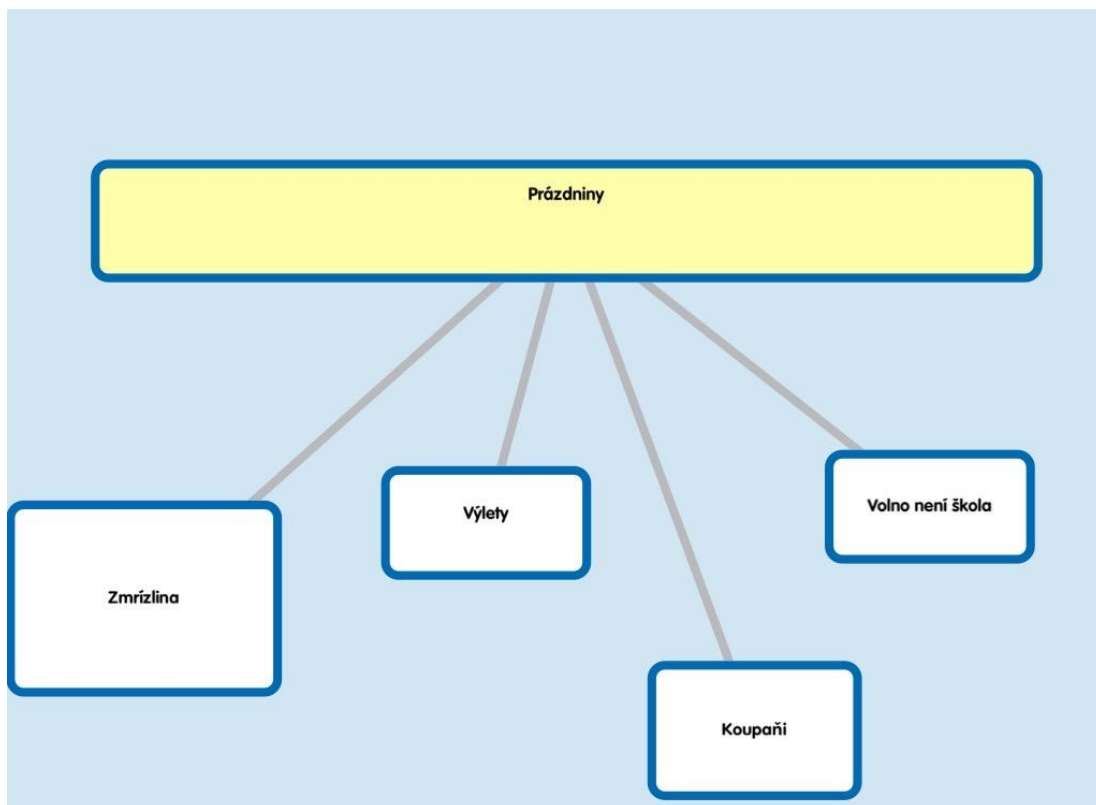 Prázdniny
Zmrízlina
Výlety
Koupaňi
Volno není škola